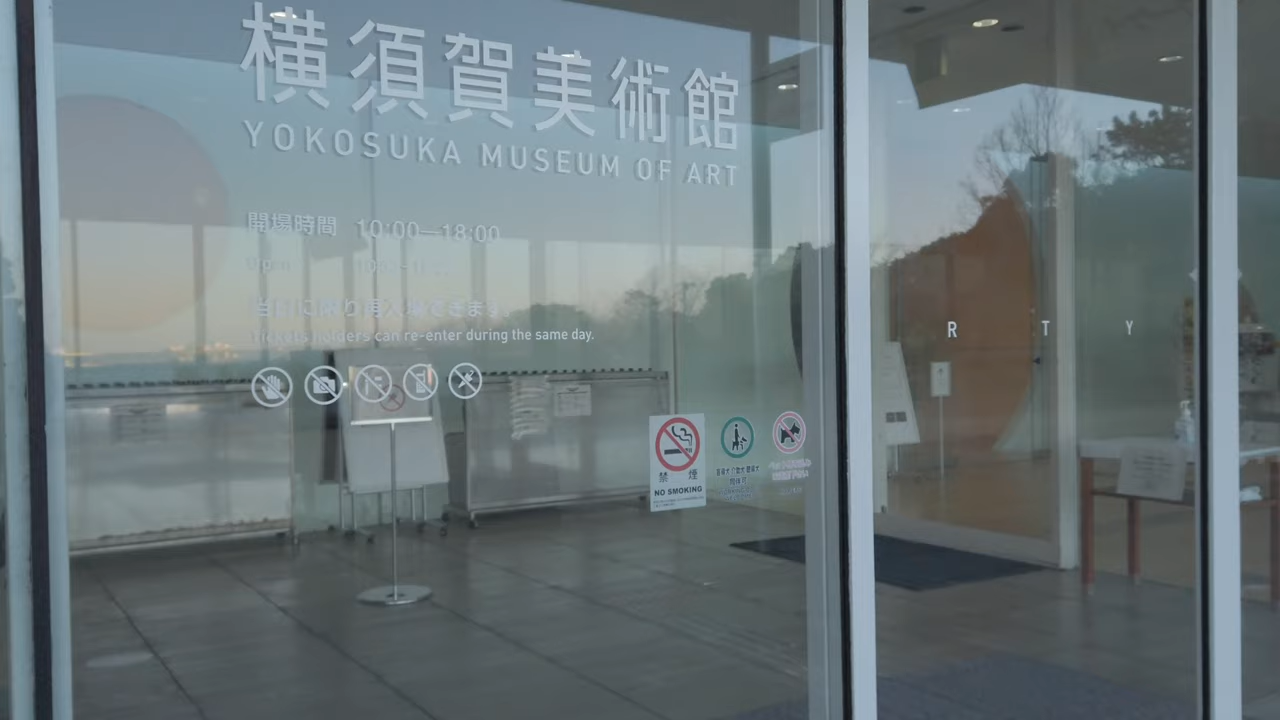 横須賀美術館
YOKOSUKA MUSEUM OF ART
開場時間 10:00—18:00
Open
当日に限り再入場できます。
Tickets holders can re-enter during the same day.
R T Y
禁煙
NO SMOKING